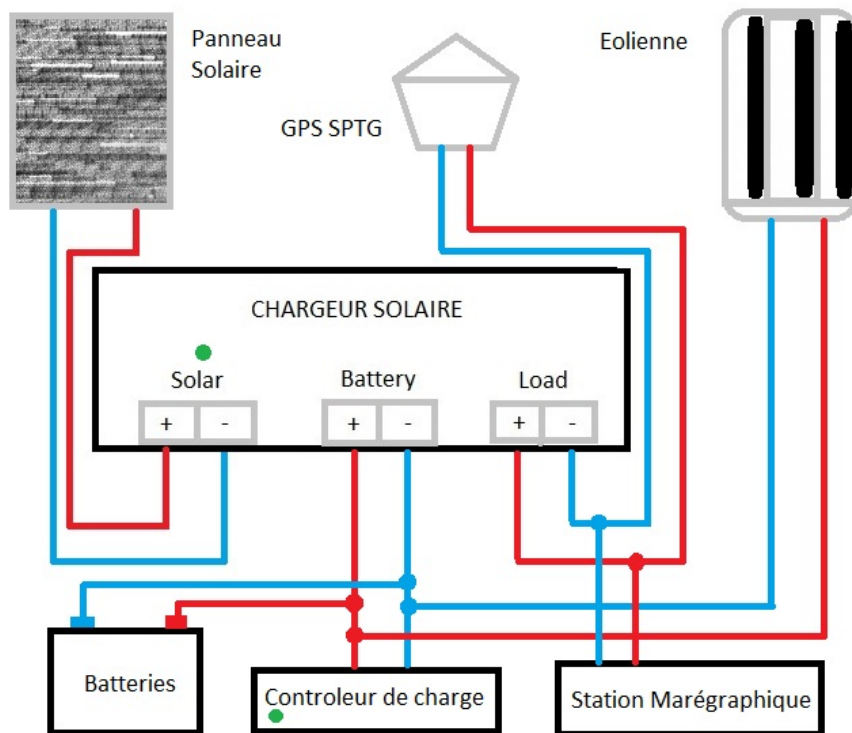 Panneau
Solaire
GPS SPTG
Eolienne
CHARGEUR SOLAIRE
Solar
Battery
Load
+ -
+ -
+ -
Batteries
Controleur de charge
Station Marégraphique